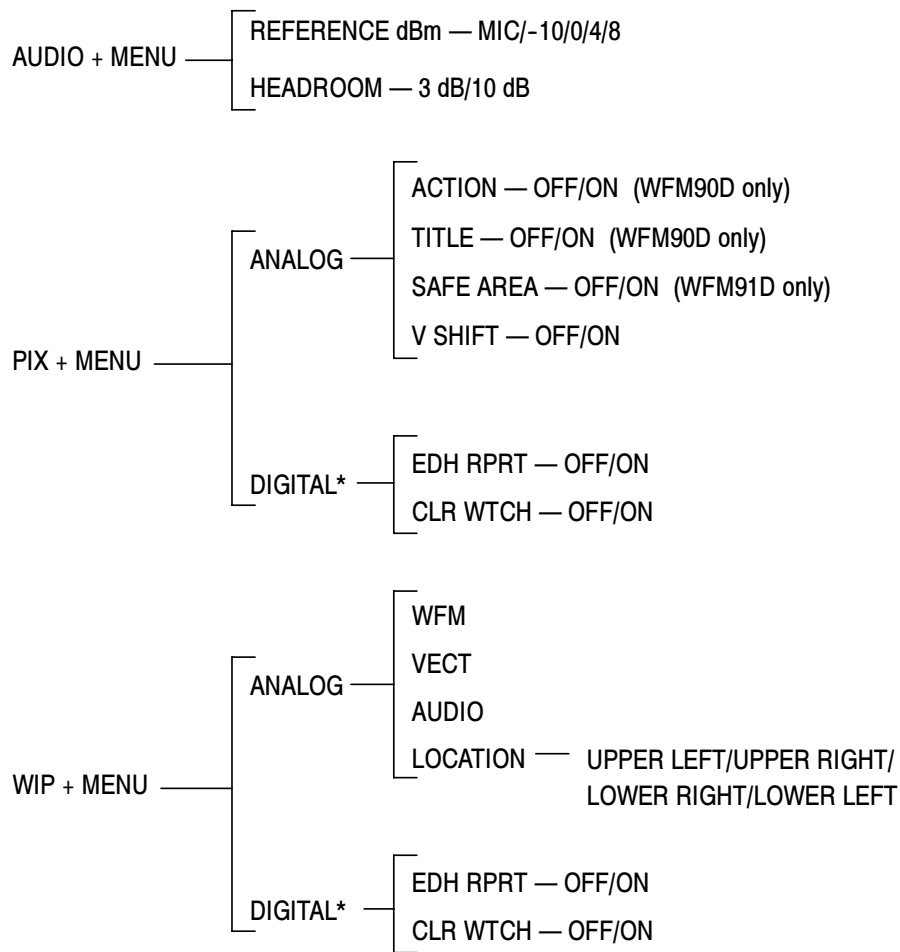 AUDIO + MENU
REFERENCE dBm — MIC/-10/0/4/8
HEADROOM — 3 dB/10 dB
PIX + MENU
ANALOG
ACTION — OFF/ON (WFM90D only)
TITLE — OFF/ON (WFM90D only)
SAFE AREA — OFF/ON (WFM91D only)
V SHIFT — OFF/ON
DIGITAL*
EDH RPRT — OFF/ON
CLR WTCH — OFF/ON
WIP + MENU
ANALOG
WFM
VECT
AUDIO
LOCATION — UPPER LEFT/UPPER RIGHT/
LOWER RIGHT/LOWER LEFT
DIGITAL*
EDH RPRT — OFF/ON
CLR WTCH — OFF/ON